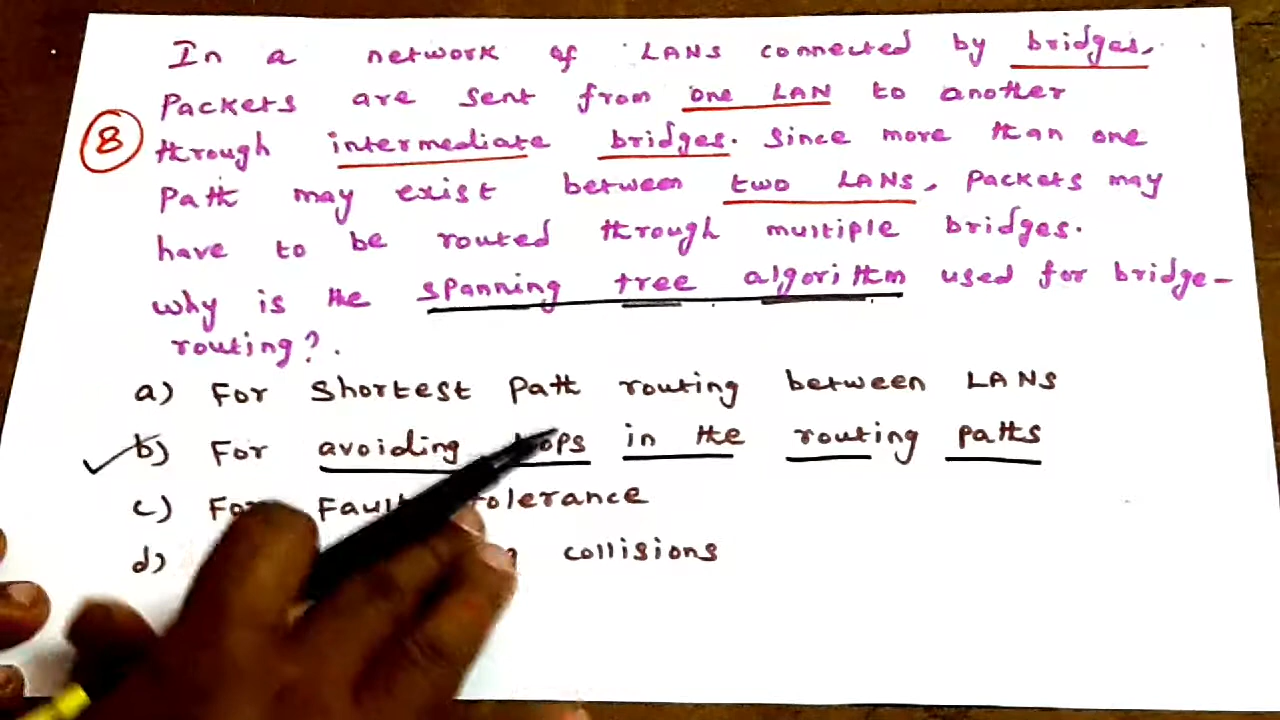 In a network of LANS connected by bridges,
Packets are sent from one LAN to another
8
through intermediate bridges. Since more than one
Path may exist between two LANS, Packets may
have to be routed through multiple bridges.
why is the spanning tree algorithm used for bridge-
routing?.
a) For Shortest Path routing between LANS
b) For avoiding in the routing paths
c) tolerance
d) collisions